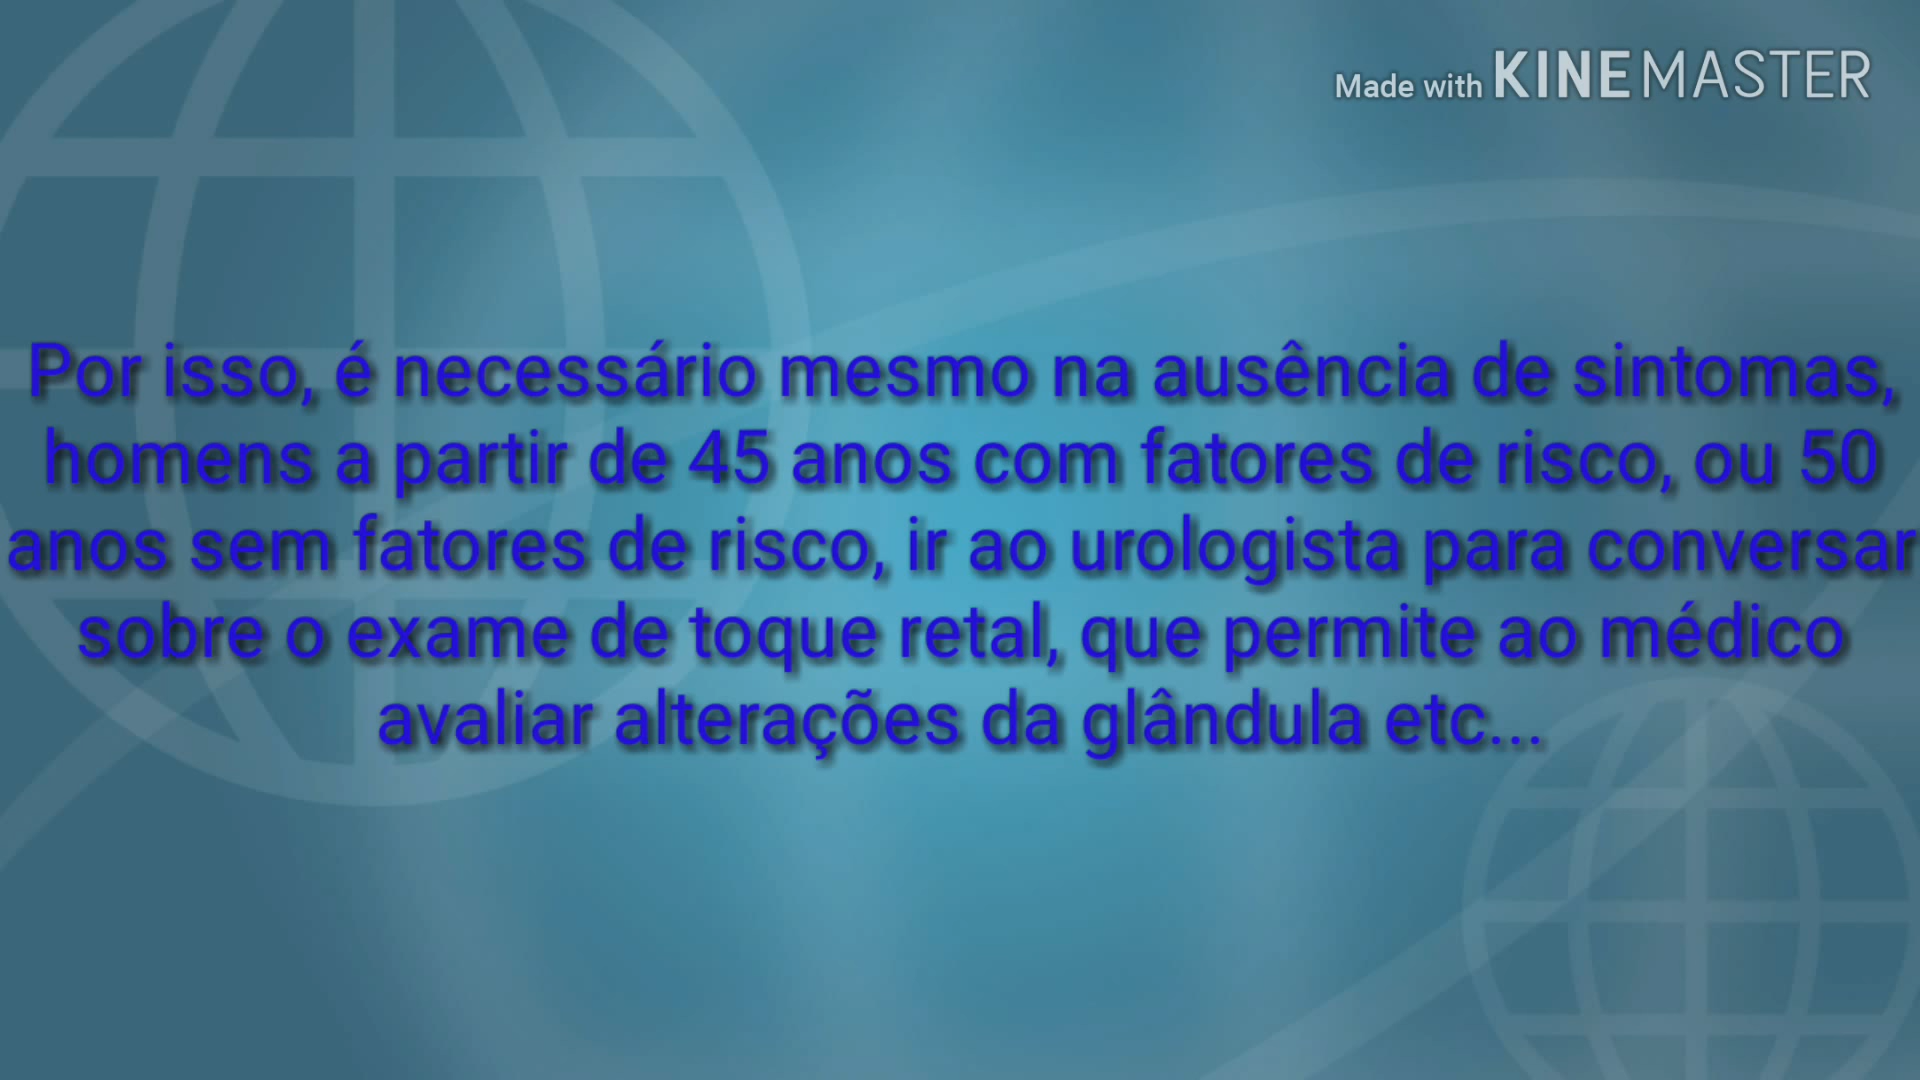 Made with KINEMASTER
Por isso, é necessário mesmo na ausência de sintomas,
homens a partir de 45 anos com fatores de risco, ou 50
anos sem fatores de risco, ir ao urologista para conversar
sobre o exame de toque retal, que permite ao médico
avaliar alterações da glândula etc...